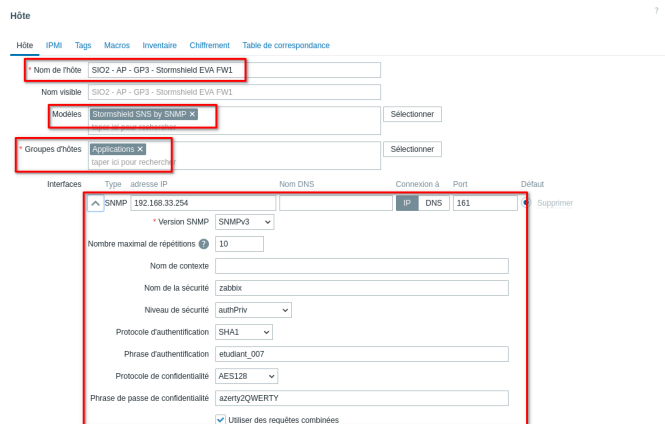 Hôte
?
Hôte IPMI Tags Macros Inventaire Chiffrement Table de correspondance
* Nom de l'hôte SIO2 - AP - GP3 - Stormshield EVA FW1
Nom visible SIO2 - AP - GP3 - Stormshield EVA FW1
Modèles Stormshield SNS by SNMP ✕ Sélectionner
taper ici pour rechercher
* Groupes d'hôtes Applications ✕ Sélectionner
taper ici pour rechercher
Interfaces Type adresse IP Nom DNS Connexion à Port Défaut
SNMP 192.168.33.254 IP DNS 161 Supprimer
* Version SNMP SNMPv3
Nombre maximal de répétitions ? 10
Nom de contexte
Nom de la sécurité zabbix
Niveau de sécurité authPriv
Protocole d'authentification SHA1
Phrase d'authentification etudiant_007
Protocole de confidentialité AES128
Phrase de passe de confidentialité azerty2QWERTY
Utiliser des requêtes combinées